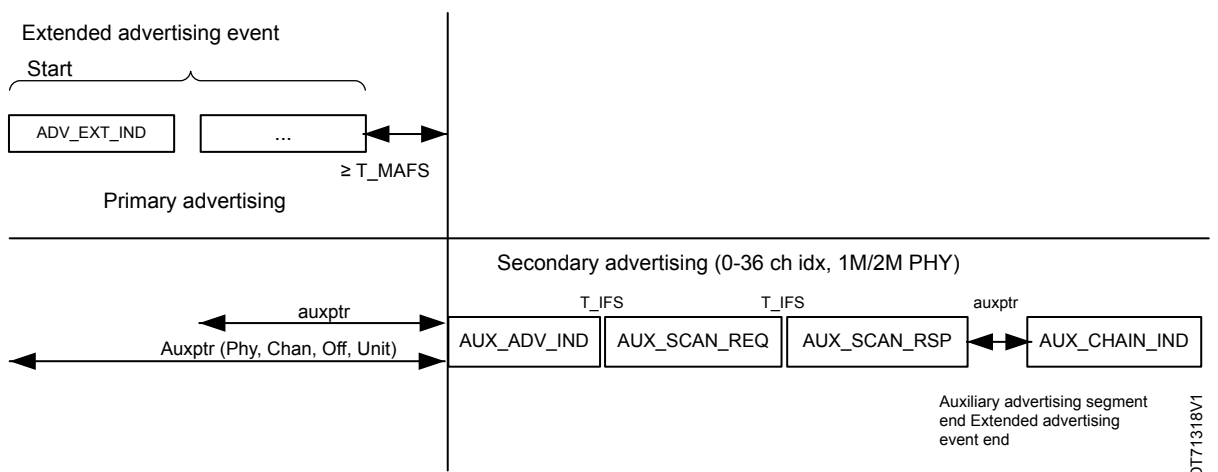 Extended advertising event
Start
ADV_EXT_IND
...
≥ T_MAFS
Primary advertising
Secondary advertising (0-36 ch idx, 1M/2M PHY)
auxptr
T_IFS
T_IFS
auxptr
Auxptr (Phy, Chan, Off, Unit)
AUX_ADV_IND
AUX_SCAN_REQ
AUX_SCAN_RSP
AUX_CHAIN_IND
Auxiliary advertising segment
end Extended advertising
event end
DT71318V1